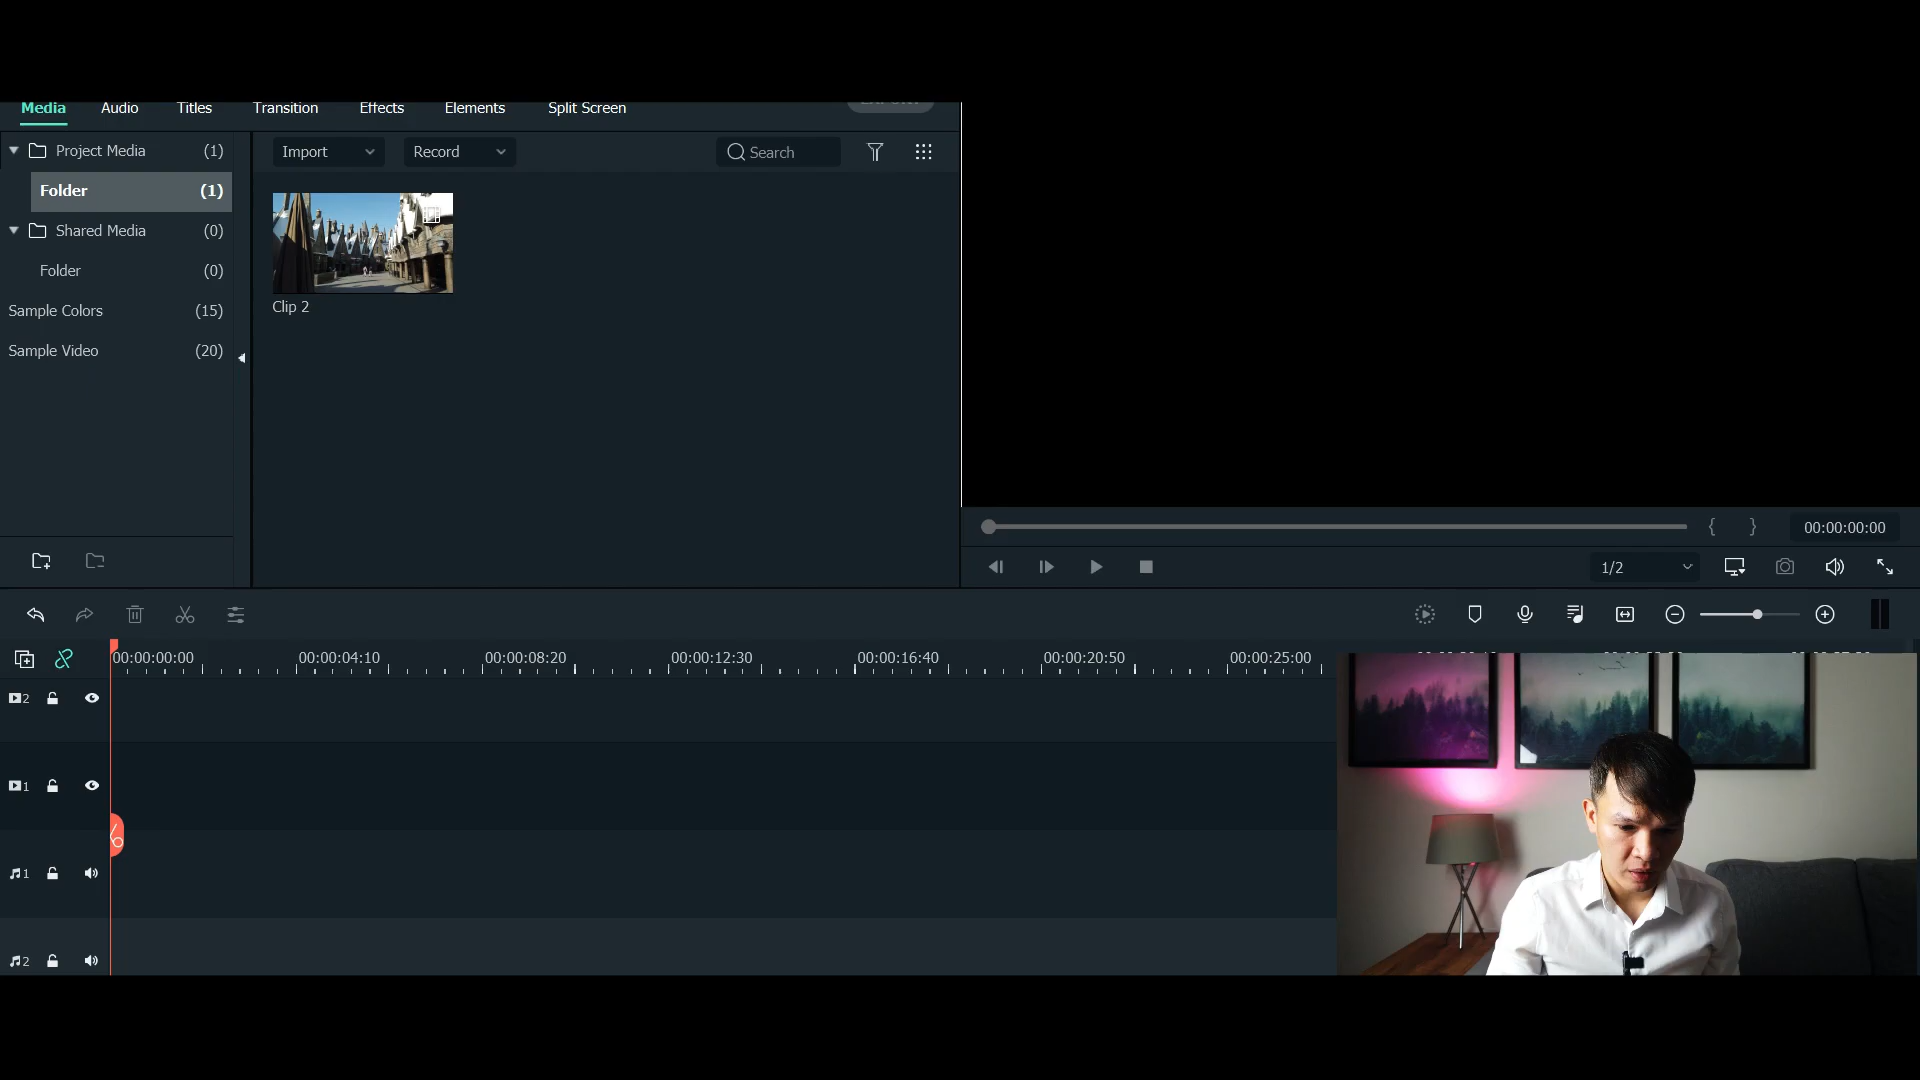 Media Audio Titles Transition Effects Elements Split Screen
Project Media (1)
Import Record Search
Folder (1)
Shared Media (0)
Folder (0)
Clip 2
Sample Colors (15)
Sample Video (20)
{ } 00:00:00:00
1/2
00:00:00:00 00:00:04:10 00:00:08:20 00:00:12:30 00:00:16:40 00:00:20:50 00:00:25:00
2
1
1
2